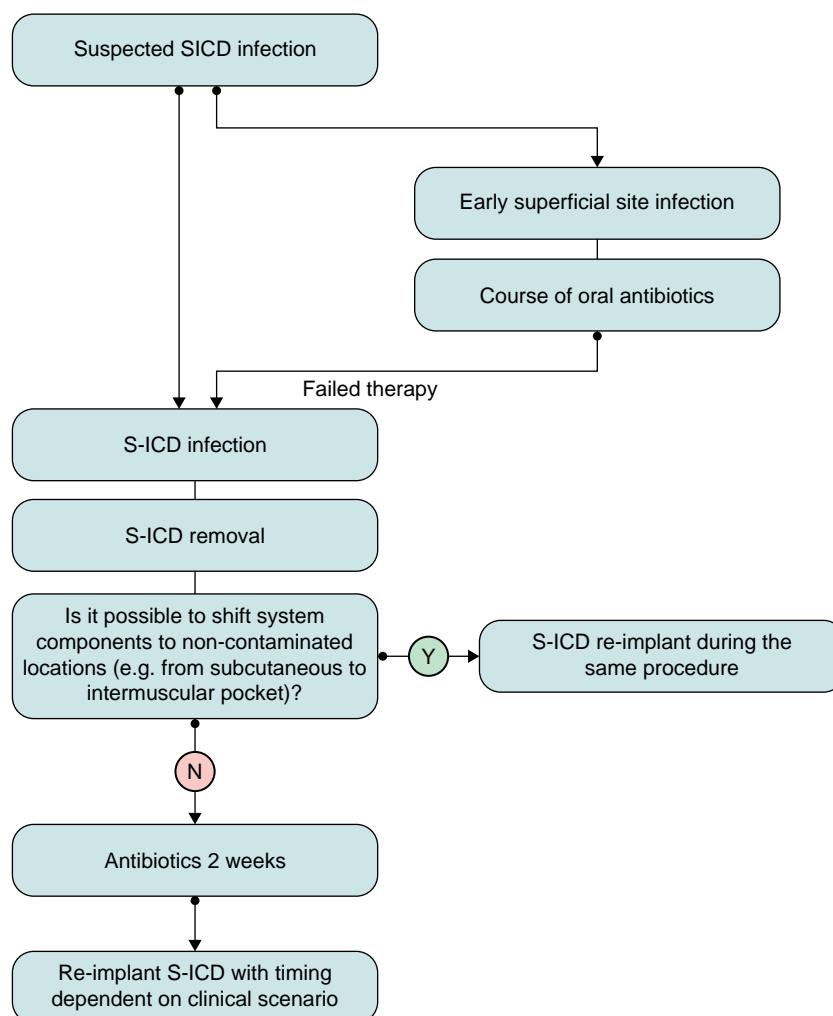 Suspected SICD infection
Early superficial site infection
Course of oral antibiotics
Failed therapy
S-ICD infection
S-ICD removal
Is it possible to shift system
components to non-contaminated
locations (e.g. from subcutaneous to
intermuscular pocket)?
Y
S-ICD re-implant during the
same procedure
N
Antibiotics 2 weeks
Re-implant S-ICD with timing
dependent on clinical scenario